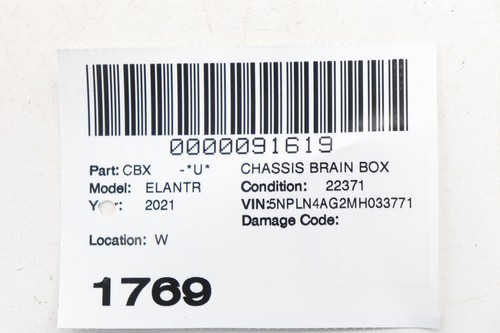 0000091619
Part: CBX -*U* CHASSIS BRAIN BOX
Model: ELANTR Condition: 22371
Year: 2021 VIN:5NPLN4AG2MH033771
Damage Code:
Location: W
1769